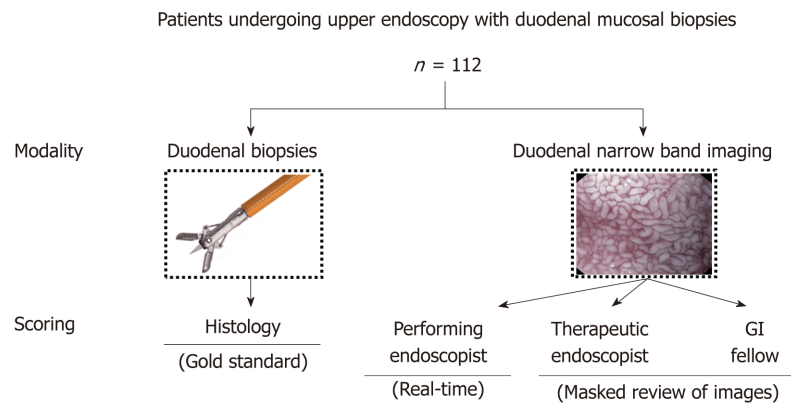 Patients undergoing upper endoscopy with duodenal mucosal biopsies
n = 112
Modality
Duodenal biopsies
Duodenal narrow band imaging
Scoring
Histology
(Gold standard)
Performing
endoscopist
(Real-time)
Therapeutic
endoscopist
GI
fellow
(Masked review of images)